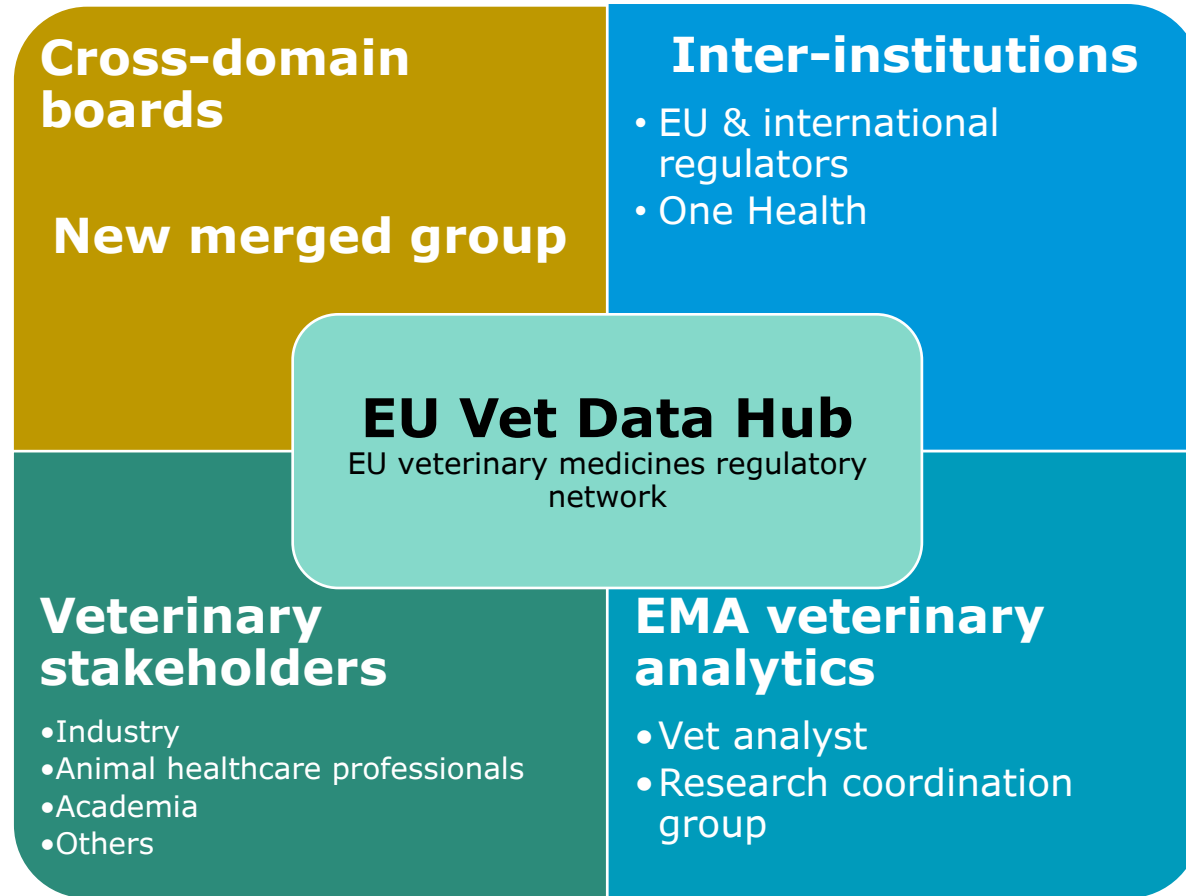 Cross-domain
boards
New merged group
Inter-institutions
• EU & international
regulators
• One Health
EU Vet Data Hub
EU veterinary medicines regulatory
network
Veterinary
stakeholders
•Industry
•Animal healthcare professionals
•Academia
•Others
EMA veterinary
analytics
•Vet analyst
•Research coordination
group